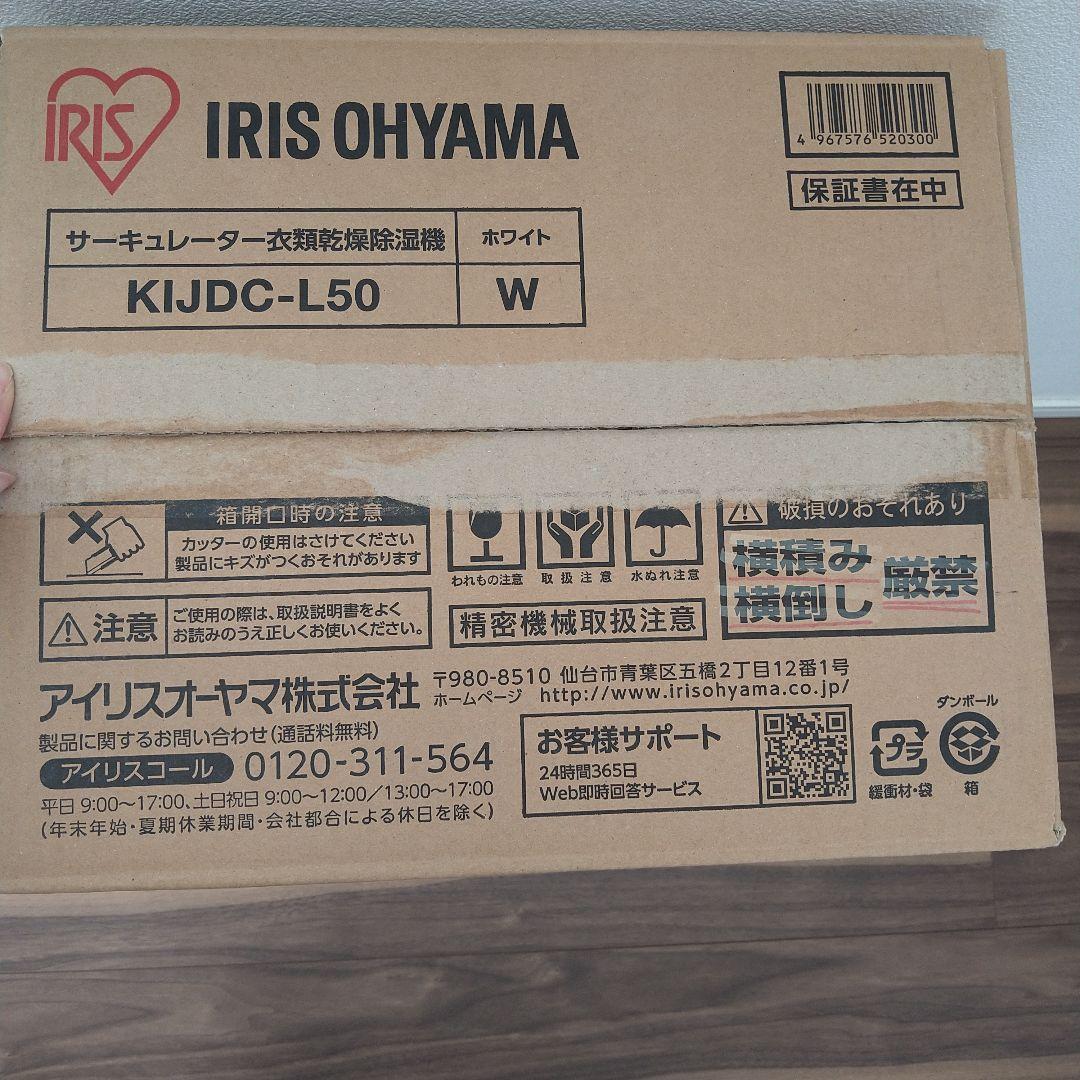 IRIS
IRIS OHYAMA
4 967576 520300
保証書在中
サーキュレーター衣類乾燥除湿機
ホワイト
KIJDC-L50
W
箱開口時の注意
カッターの使用はさけてください
製品にキズがつくおそれがあります
われもの注意
取扱注意
水ぬれ注意
破損のおそれあり
横積み
横倒し
厳禁
注意
ご使用の際は、取扱説明書をよく
お読みのうえ正しくお使いください。
精密機械取扱注意
アイリスオーヤマ株式会社
〒980-8510 仙台市青葉区五橋2丁目12番1号
ホームページ http://www.irisohyama.co.jp/
製品に関するお問い合わせ(通話料無料)
アイリスコール 0120-311-564
平日 9:00〜17:00、土日祝日 9:00〜12:00/13:00〜17:00
(年末年始・夏期休業期間・会社都合による休日を除く)
お客様サポート
24時間365日
Web即時回答サービス
プラ
緩衝材・袋
ダンボール
箱